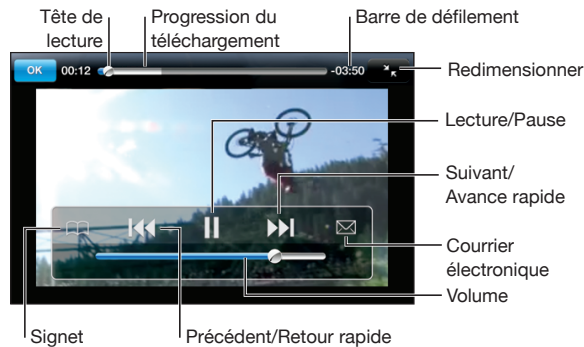 Tête de
lecture
Progression du
téléchargement
Barre de défilement
OK
00:12
-03:50
Redimensionner
Lecture/Pause
Suivant/
Avance rapide
Courrier
électronique
Volume
Signet
Précédent/Retour rapide